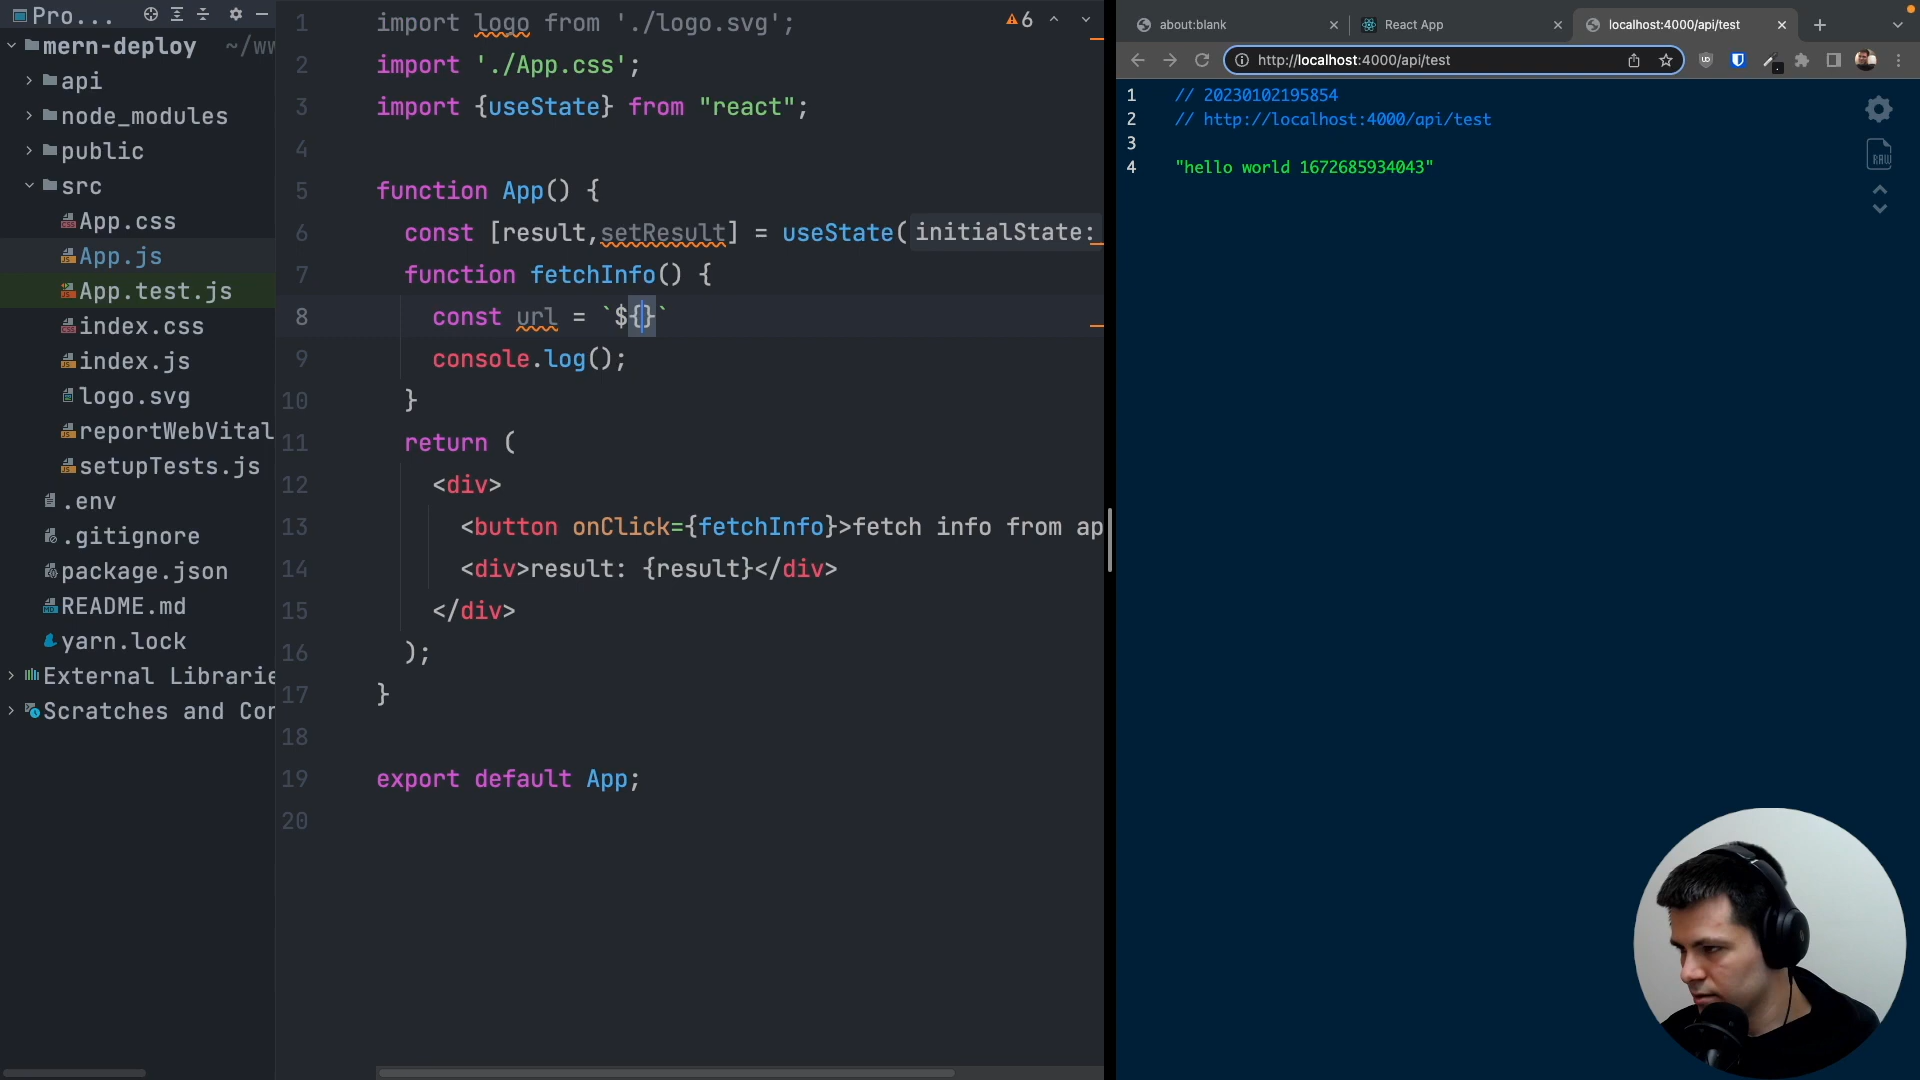 Pro...
mern-deploy ~/ww
api
node_modules
public
src
App.css
App.js
App.test.js
index.css
index.js
logo.svg
reportWebVital
setupTests.js
.env
.gitignore
package.json
README.md
yarn.lock
External Librarie
Scratches and Con
6
1 import logo from './logo.svg';
2 import './App.css';
3 import {useState} from "react";
4
5 function App() {
6 const [result,setResult] = useState( initialState:
7 function fetchInfo() {
8 const url = `${}`
9 console.log();
10 }
11 return (
12 <div>
13 <button onClick={fetchInfo}>fetch info from ap
14 <div>result: {result}</div>
15 </div>
16 );
17 }
18
19 export default App;
20
about:blank
React App
localhost:4000/api/test
http://localhost:4000/api/test
1 // 20230102195854
2 // http://localhost:4000/api/test
3
4 "hello world 1672685934043"
RAW